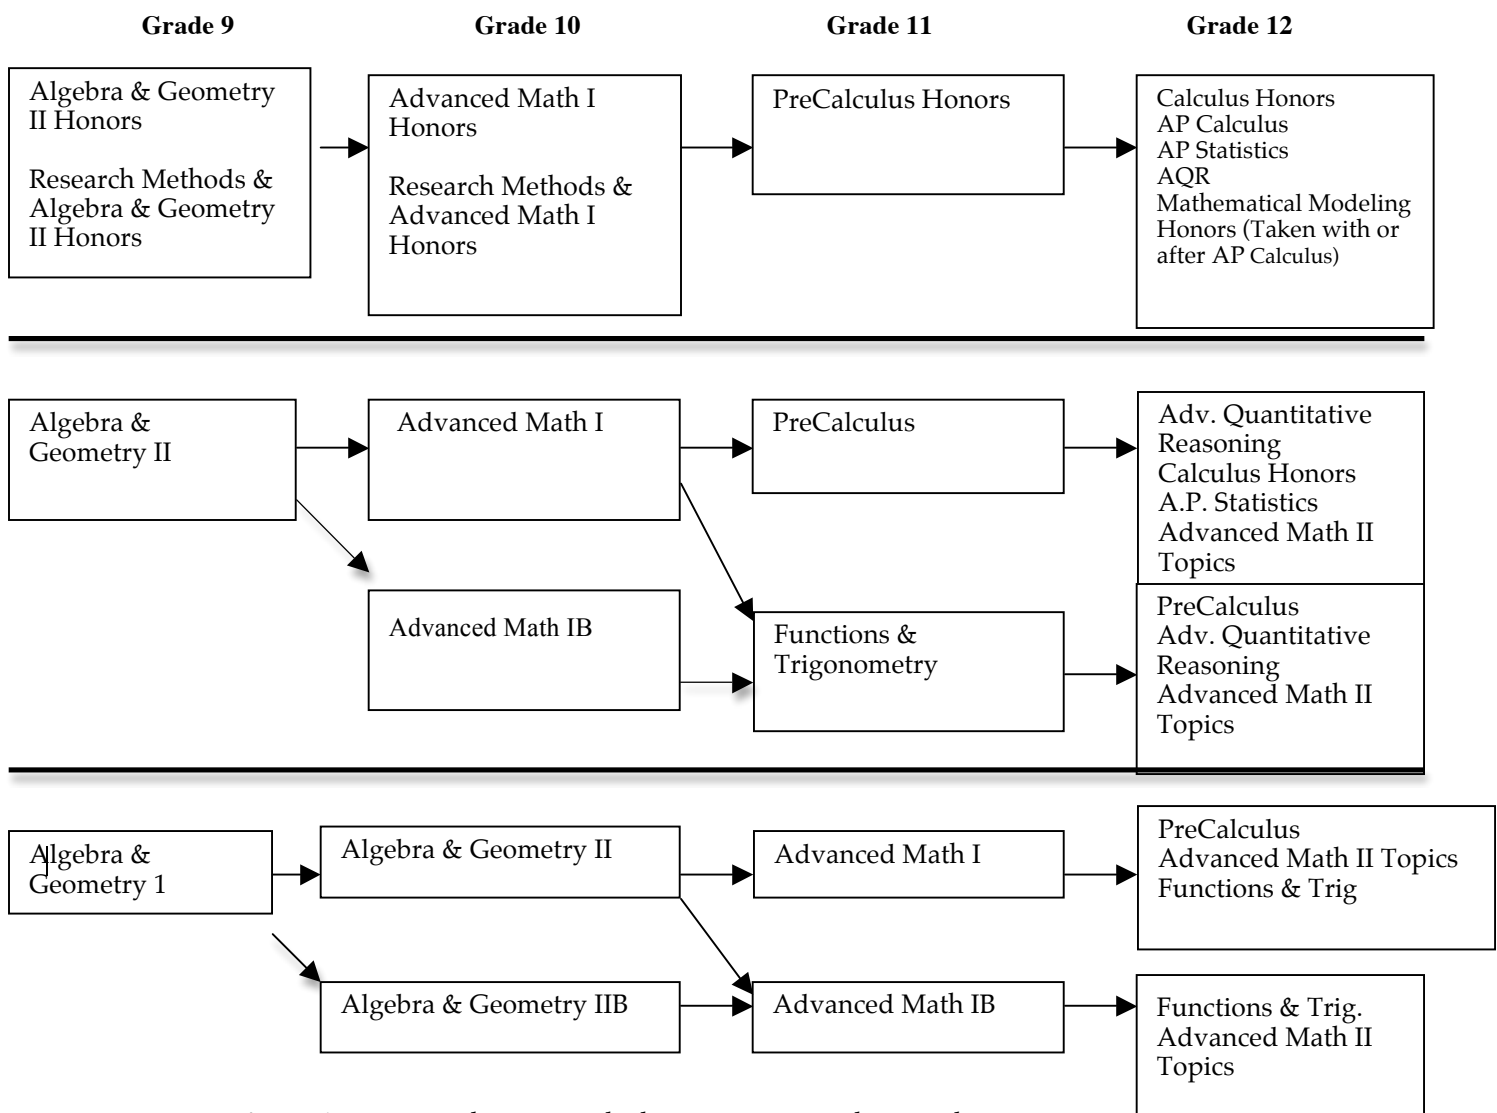 Grade 9 Grade 10 Grade 11 Grade 12
Algebra & Geometry
II Honors
Research Methods &
Algebra & Geometry
II Honors
Advanced Math I
Honors
Research Methods &
Advanced Math I
Honors
PreCalculus Honors
Calculus Honors
AP Calculus
AP Statistics
AQR
Mathematical Modeling
Honors (Taken with or
after AP Calculus)
Algebra &
Geometry II
Advanced Math I
Advanced Math IB
PreCalculus
Functions &
Trigonometry
Adv. Quantitative
Reasoning
Calculus Honors
A.P. Statistics
Advanced Math II
Topics
PreCalculus
Adv. Quantitative
Reasoning
Advanced Math II
Topics
Algebra &
Geometry 1
Algebra & Geometry II
Algebra & Geometry IIB
Advanced Math I
Advanced Math IB
PreCalculus
Advanced Math II Topics
Functions & Trig
Functions & Trig.
Advanced Math II
Topics